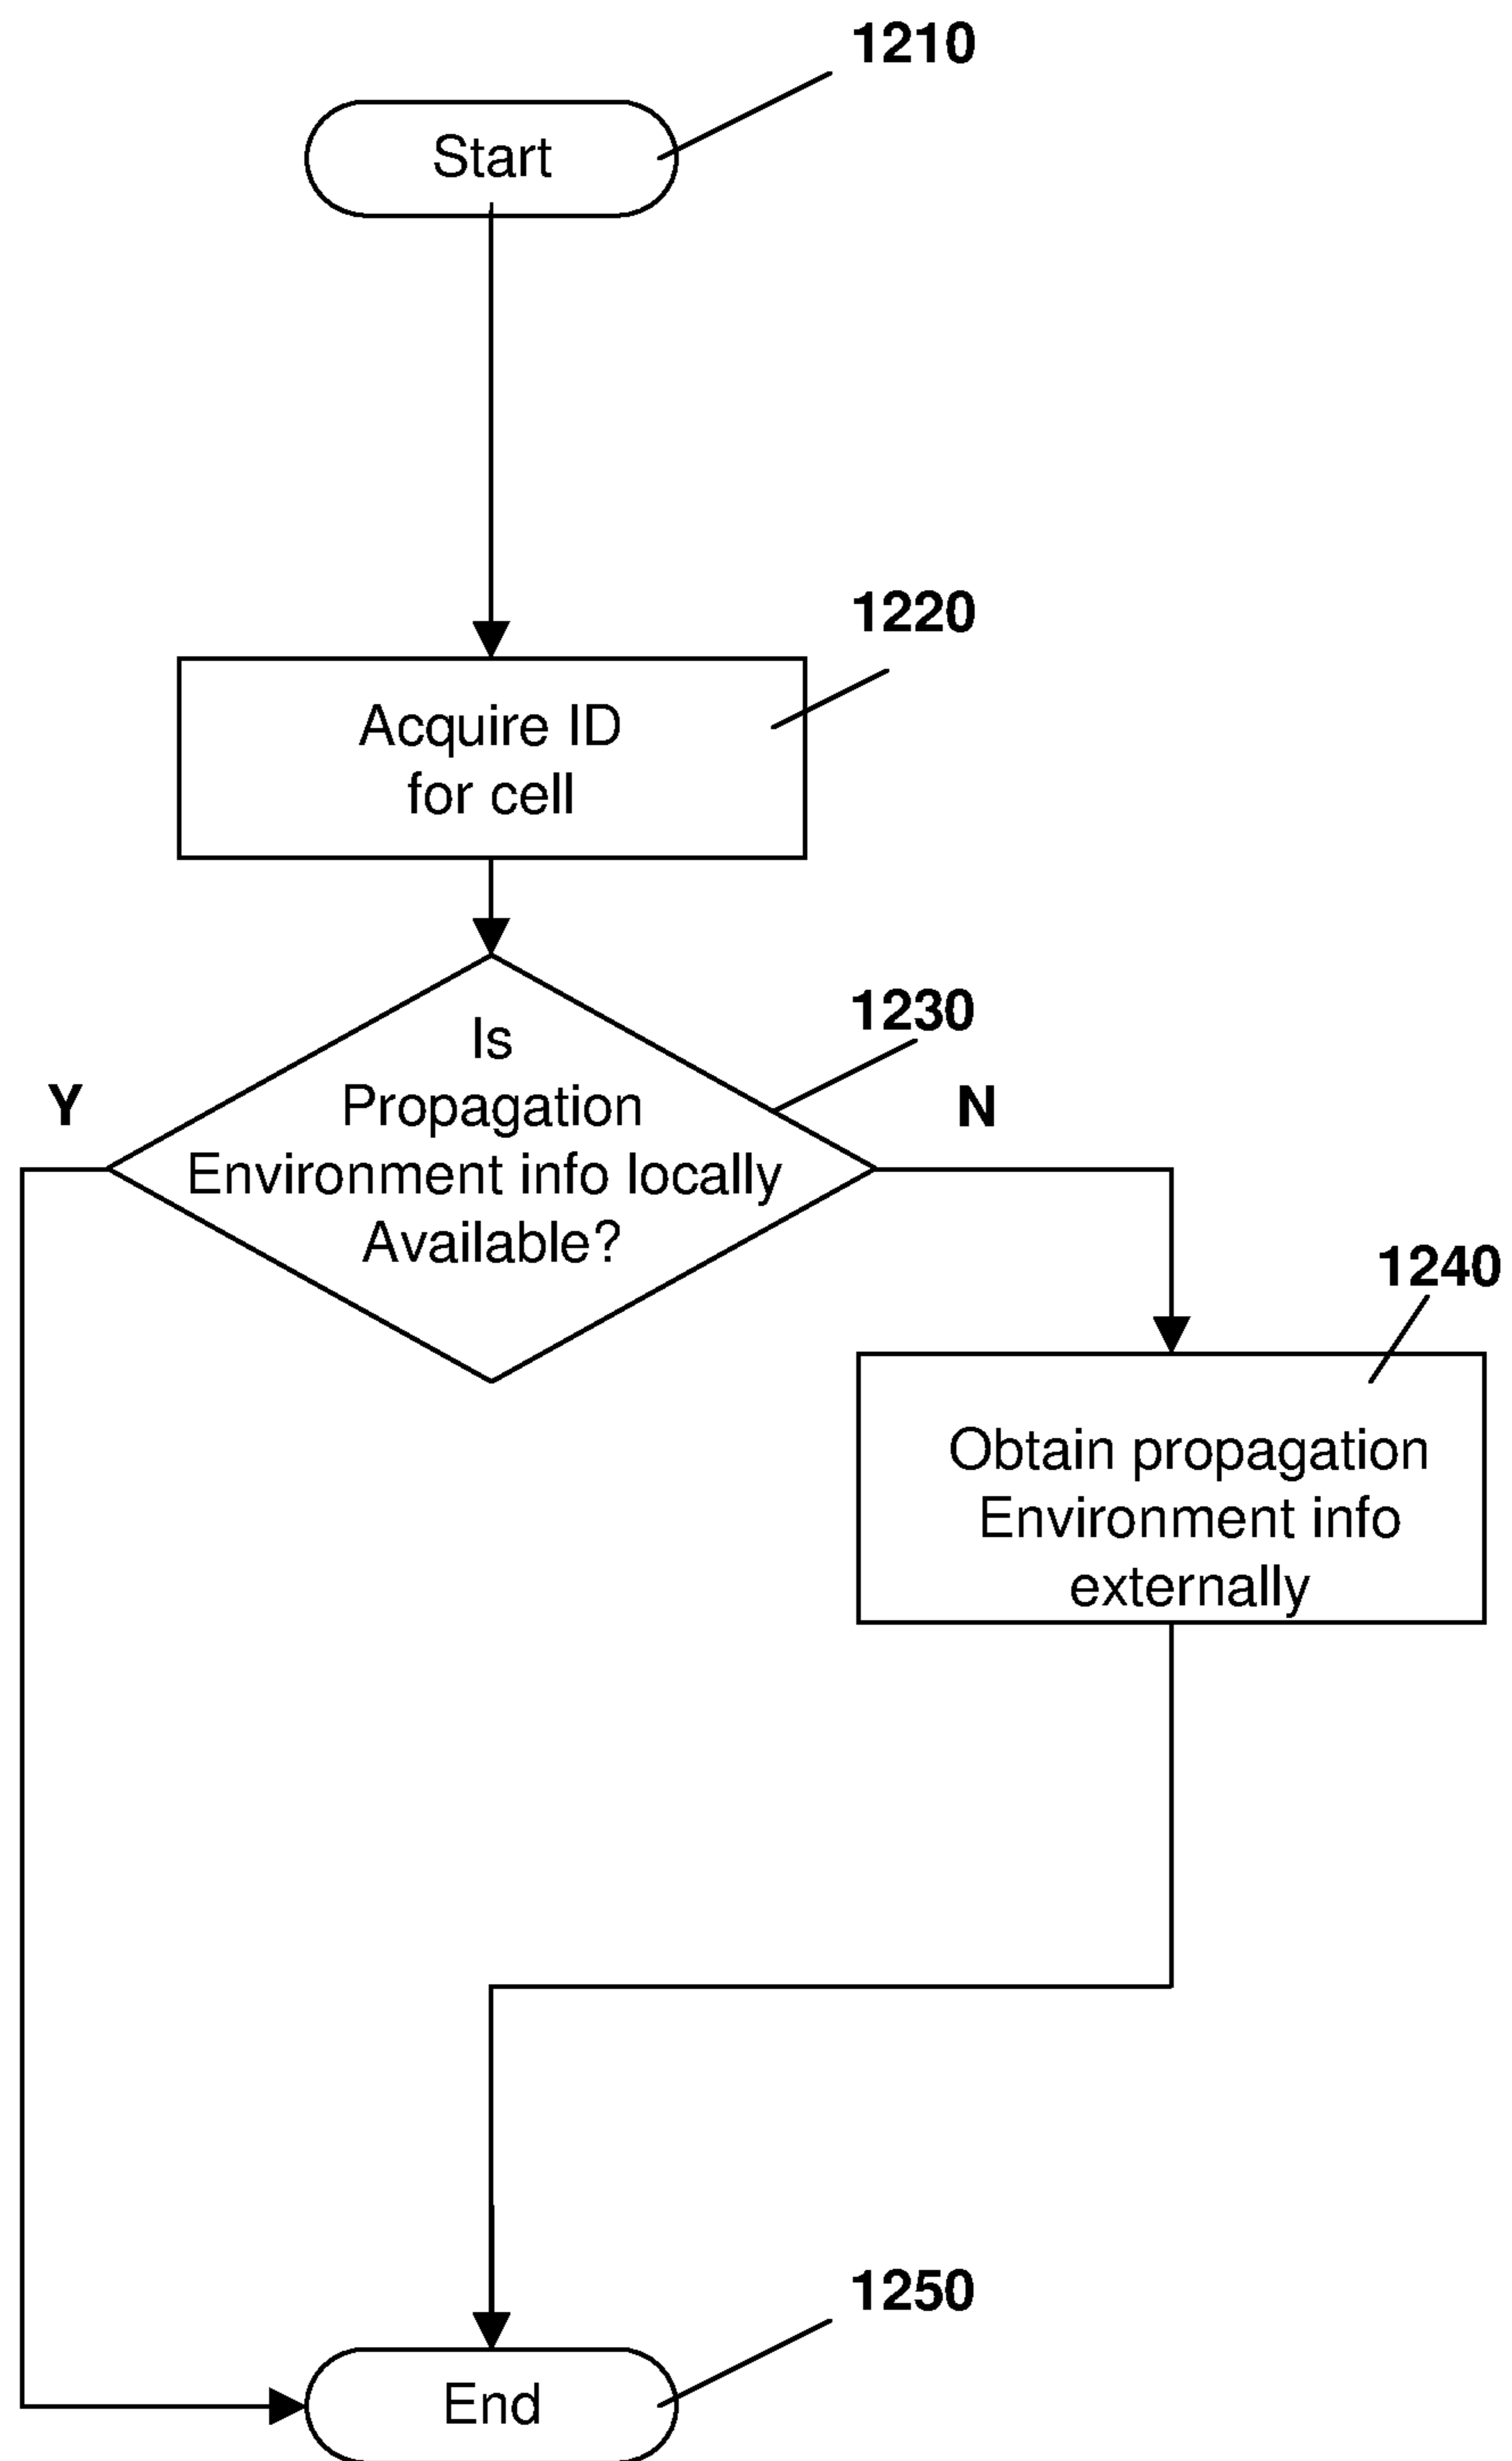 1210
Start
1220
Acquire ID
for cell
1230
Is
Propagation
Environment info locally
Available?
Y
N
1240
Obtain propagation
Environment info
externally
1250
End